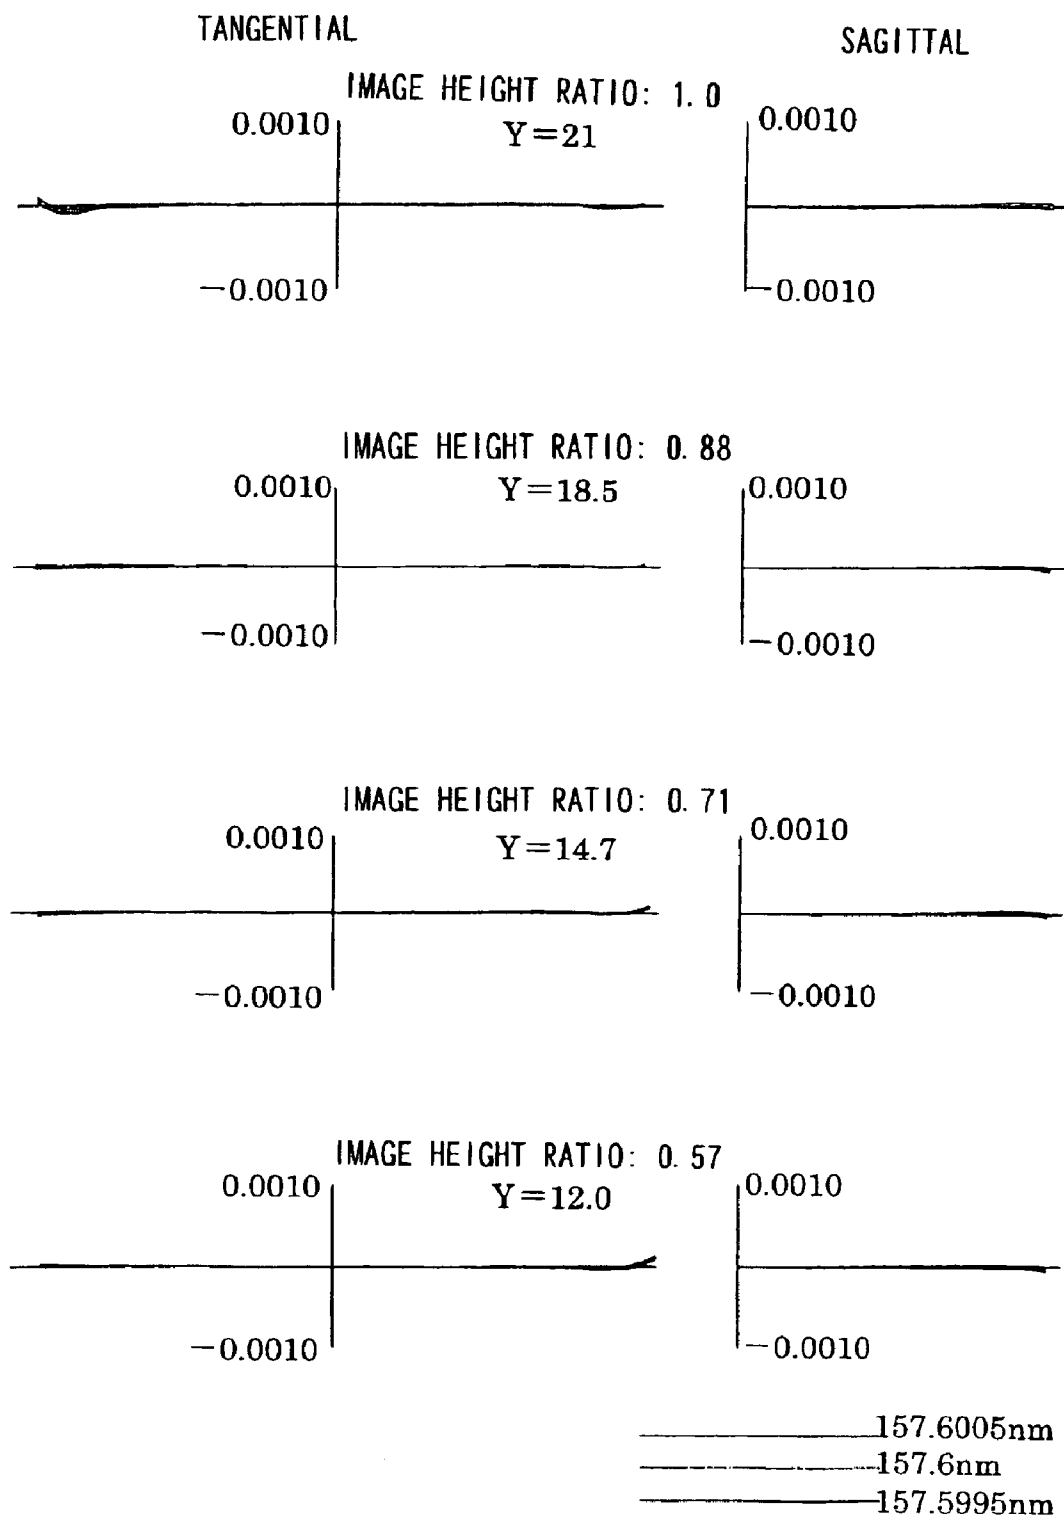 TANGENTIAL
SAGITTAL
IMAGE HEIGHT RATIO: 1.0
0.0010
Y=21
0.0010
−0.0010
−0.0010
IMAGE HEIGHT RATIO: 0.88
0.0010
Y=18.5
0.0010
−0.0010
−0.0010
IMAGE HEIGHT RATIO: 0.71
0.0010
Y=14.7
0.0010
−0.0010
−0.0010
IMAGE HEIGHT RATIO: 0.57
0.0010
Y=12.0
0.0010
−0.0010
−0.0010
157.6005nm
157.6nm
157.5995nm